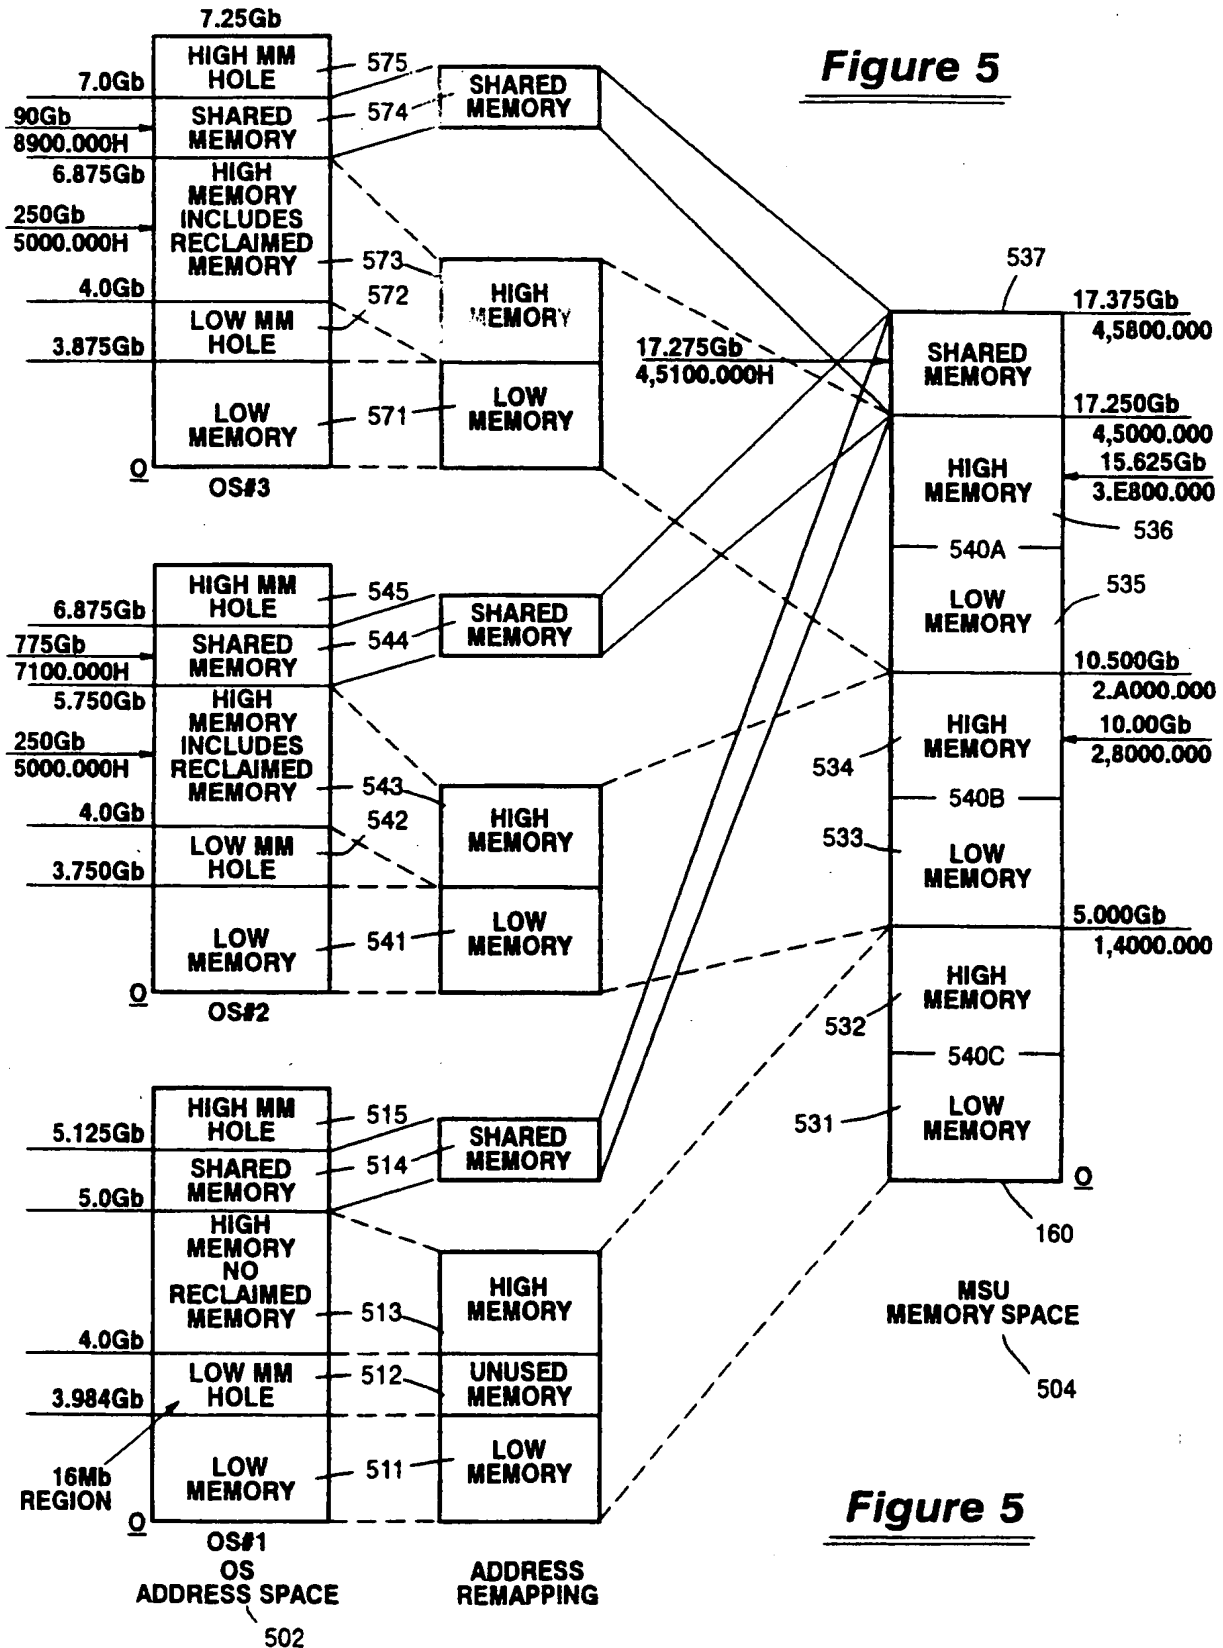 Figure 5
7.25Gb
HIGH MM
HOLE
575
7.0Gb
SHARED
MEMORY
574
SHARED
MEMORY
90Gb
8900.000H
6.875Gb
HIGH
MEMORY
INCLUDES
RECLAIMED
MEMORY
250Gb
5000.000H
573
HIGH
MEMORY
4.0Gb
572
LOW MM
HOLE
3.875Gb
LOW
MEMORY
571
LOW
MEMORY
0
OS#3
17.275Gb
4,5100.000H
537
17.375Gb
4,5800.000
SHARED
MEMORY
17.250Gb
4,5000.000
HIGH
MEMORY
15.625Gb
3.E800.000
536
540A
LOW
MEMORY
535
10.500Gb
2.A000.000
HIGH
MEMORY
10.00Gb
2,8000.000
534
540B
533
LOW
MEMORY
5.000Gb
1,4000.000
HIGH
MEMORY
532
540C
531
LOW
MEMORY
0
160
MSU
MEMORY SPACE
504
HIGH MM
HOLE
545
6.875Gb
SHARED
MEMORY
544
SHARED
MEMORY
775Gb
7100.000H
5.750Gb
HIGH
MEMORY
INCLUDES
RECLAIMED
MEMORY
250Gb
5000.000H
543
HIGH
MEMORY
4.0Gb
542
LOW MM
HOLE
3.750Gb
LOW
MEMORY
541
LOW
MEMORY
0
OS#2
HIGH MM
HOLE
515
5.125Gb
SHARED
MEMORY
514
SHARED
MEMORY
5.0Gb
HIGH
MEMORY
NO
RECLAIMED
MEMORY
513
HIGH
MEMORY
4.0Gb
LOW MM
HOLE
512
UNUSED
MEMORY
3.984Gb
16Mb
REGION
LOW
MEMORY
511
LOW
MEMORY
0
OS#1
OS
ADDRESS SPACE
502
ADDRESS
REMAPPING
Figure 5